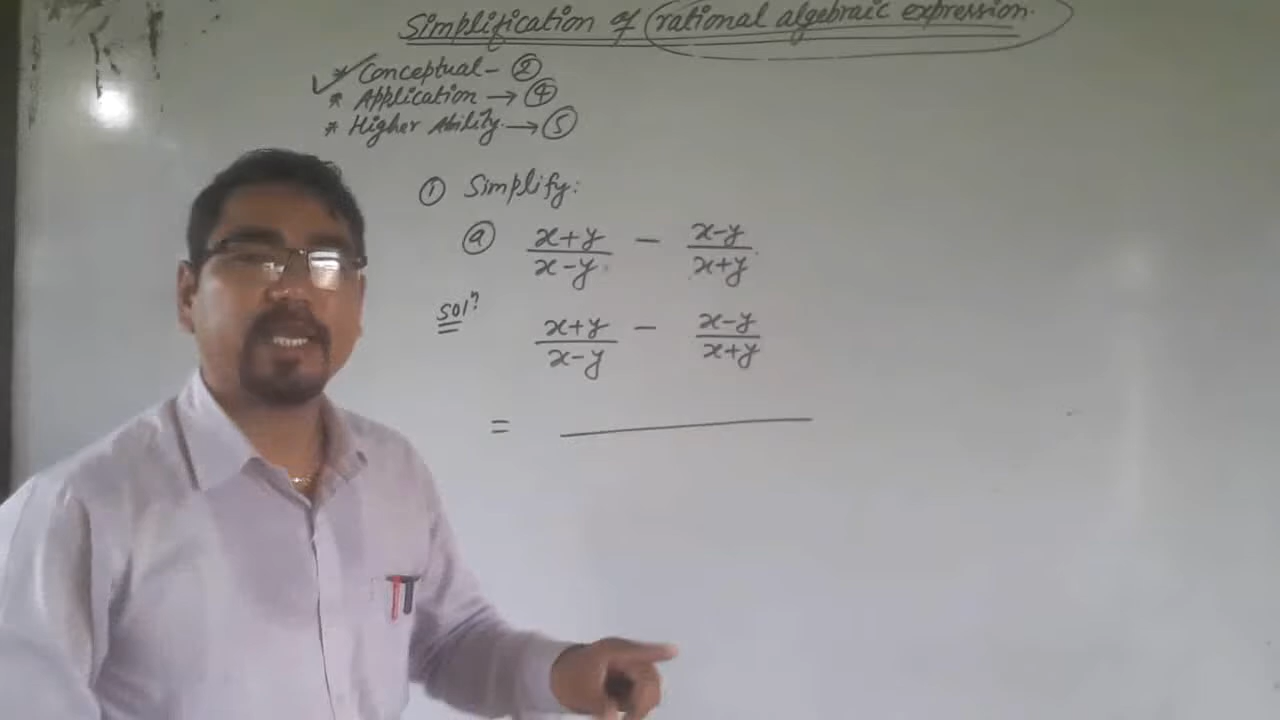 Simplification of rational algebraic expression.
* Conceptual - ②
* Application → ④
* Higher Ability. → ⑤
① Simplify:
ⓐ x+y/x-y - x-y/x+y
Solⁿ x+y/x-y - x-y/x+y
=